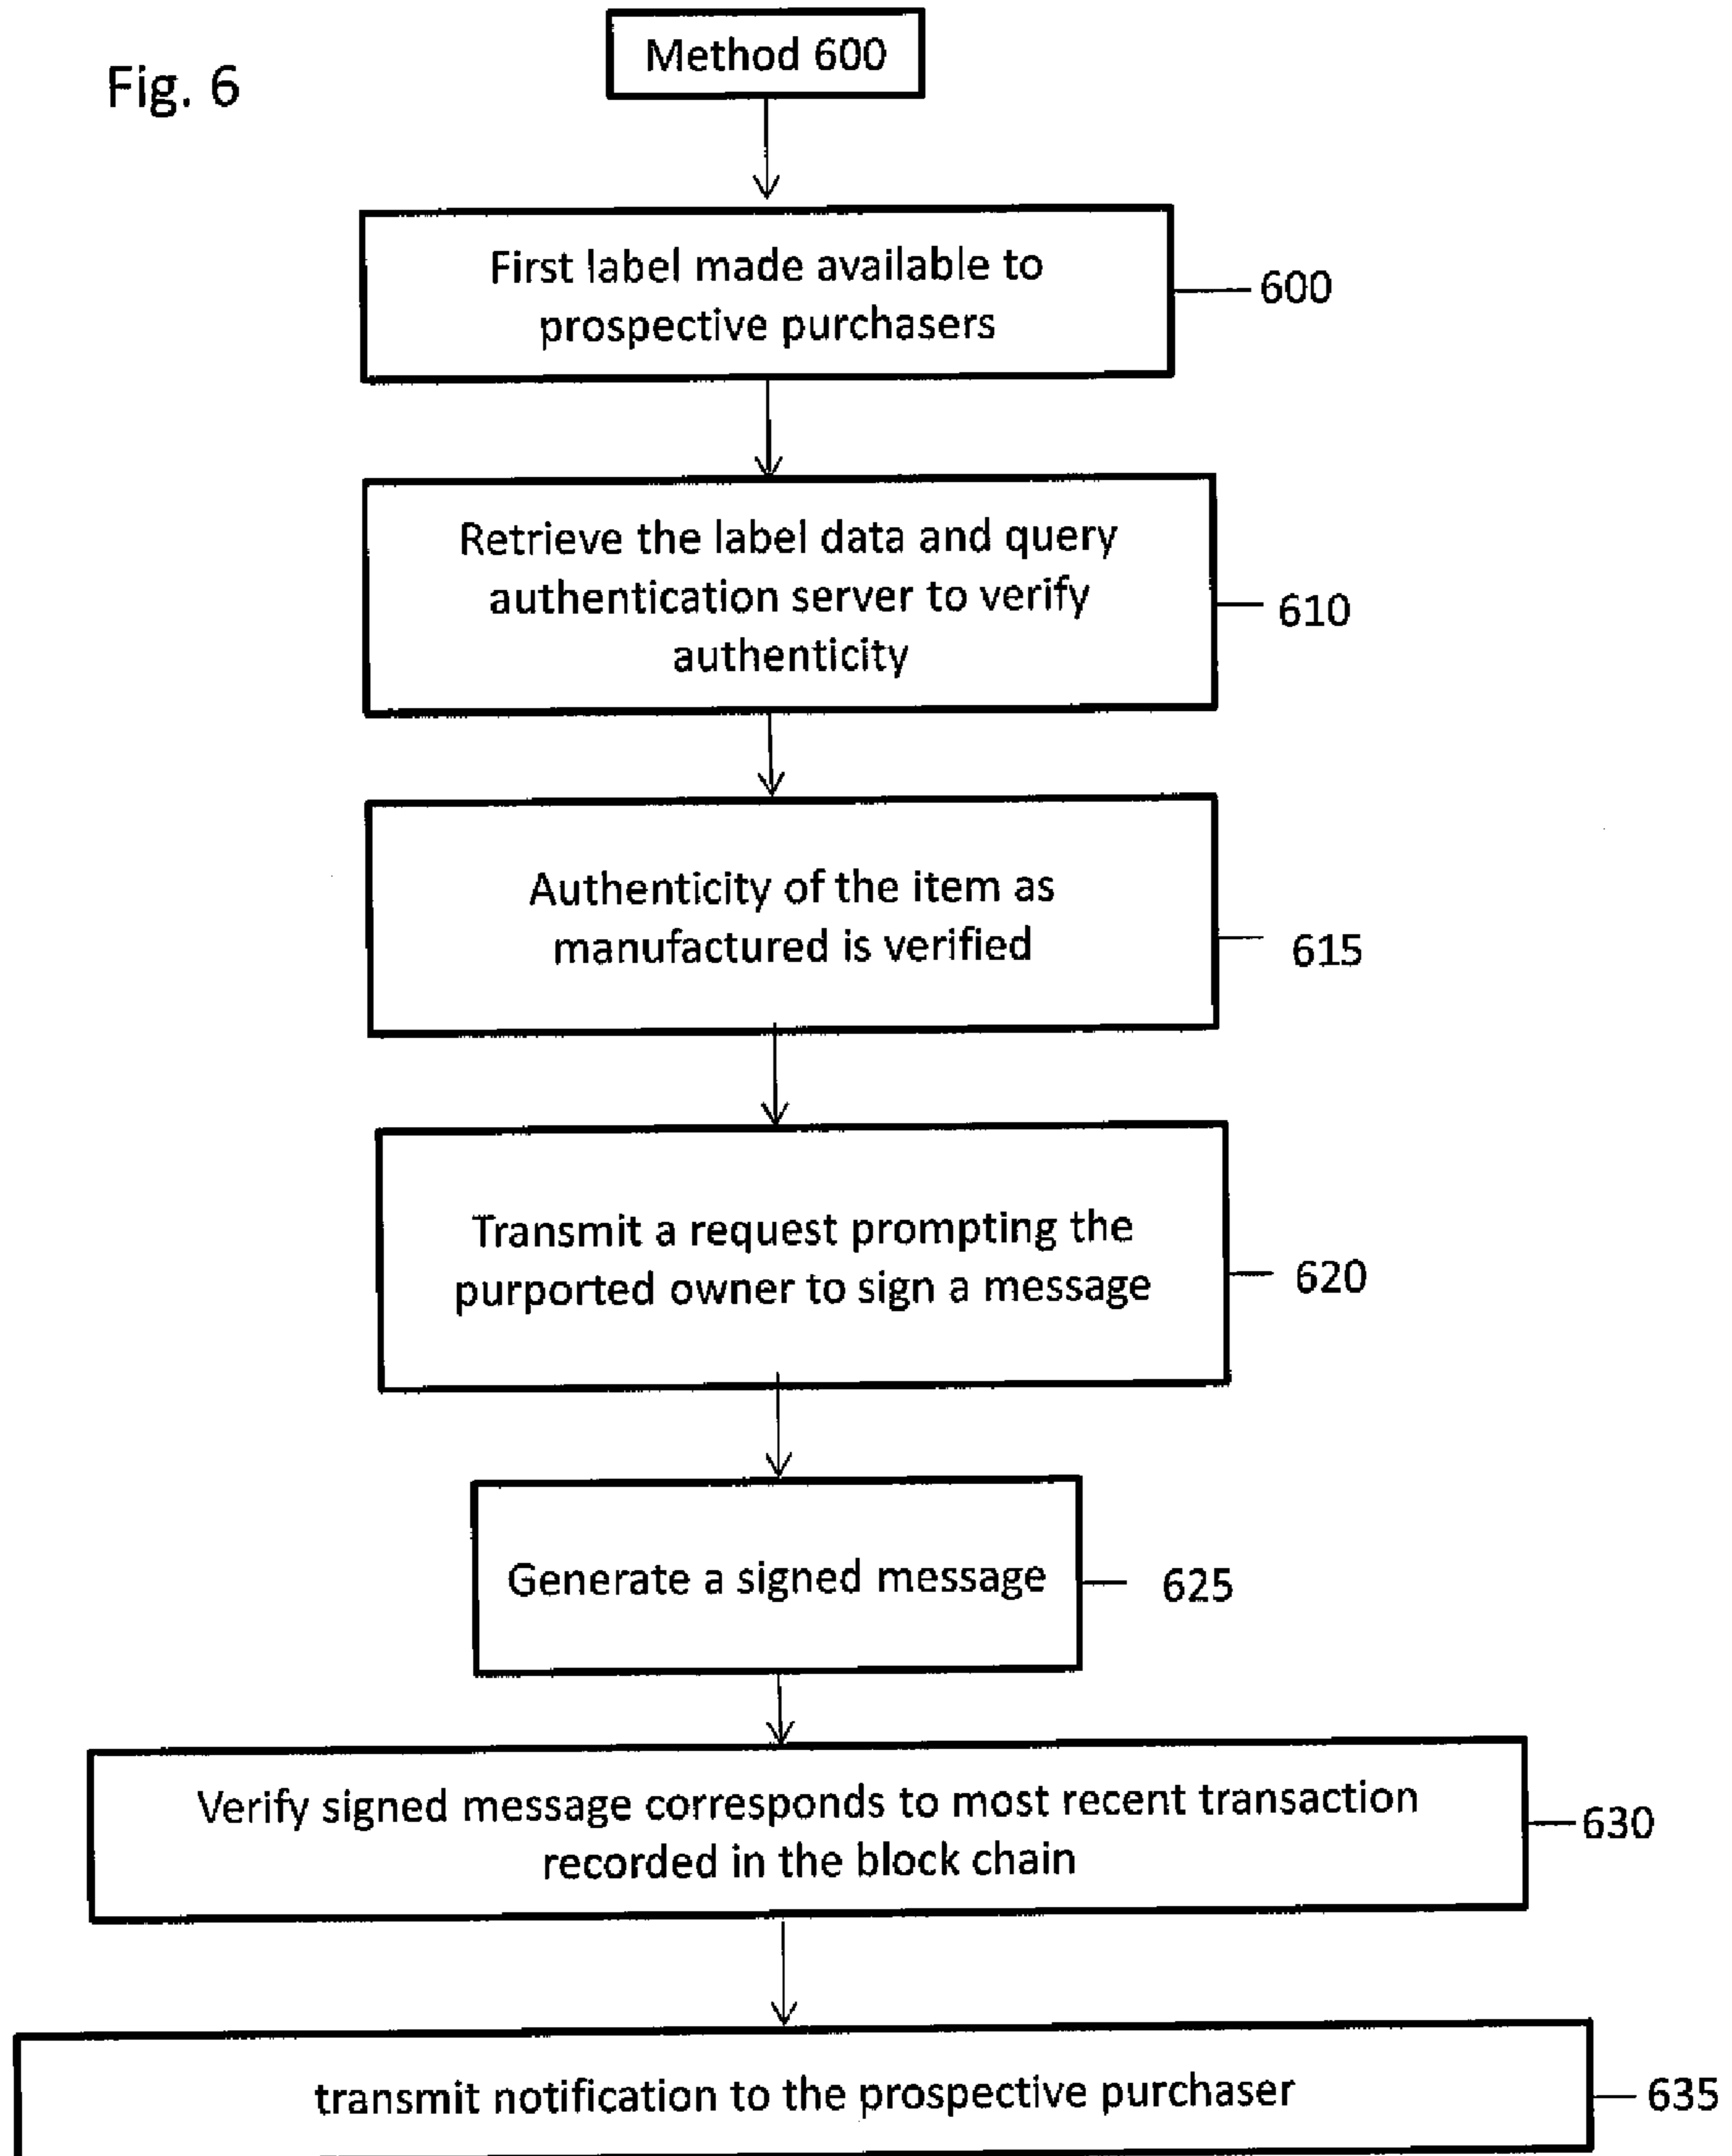 Fig. 6
Method 600
First label made available to
prospective purchasers
600
Retrieve the label data and query
authentication server to verify
authenticity
610
Authenticity of the item as
manufactured is verified
615
Transmit a request prompting the
purported owner to sign a message
620
Generate a signed message
625
Verify signed message corresponds to most recent transaction
recorded in the block chain
630
transmit notification to the prospective purchaser
635